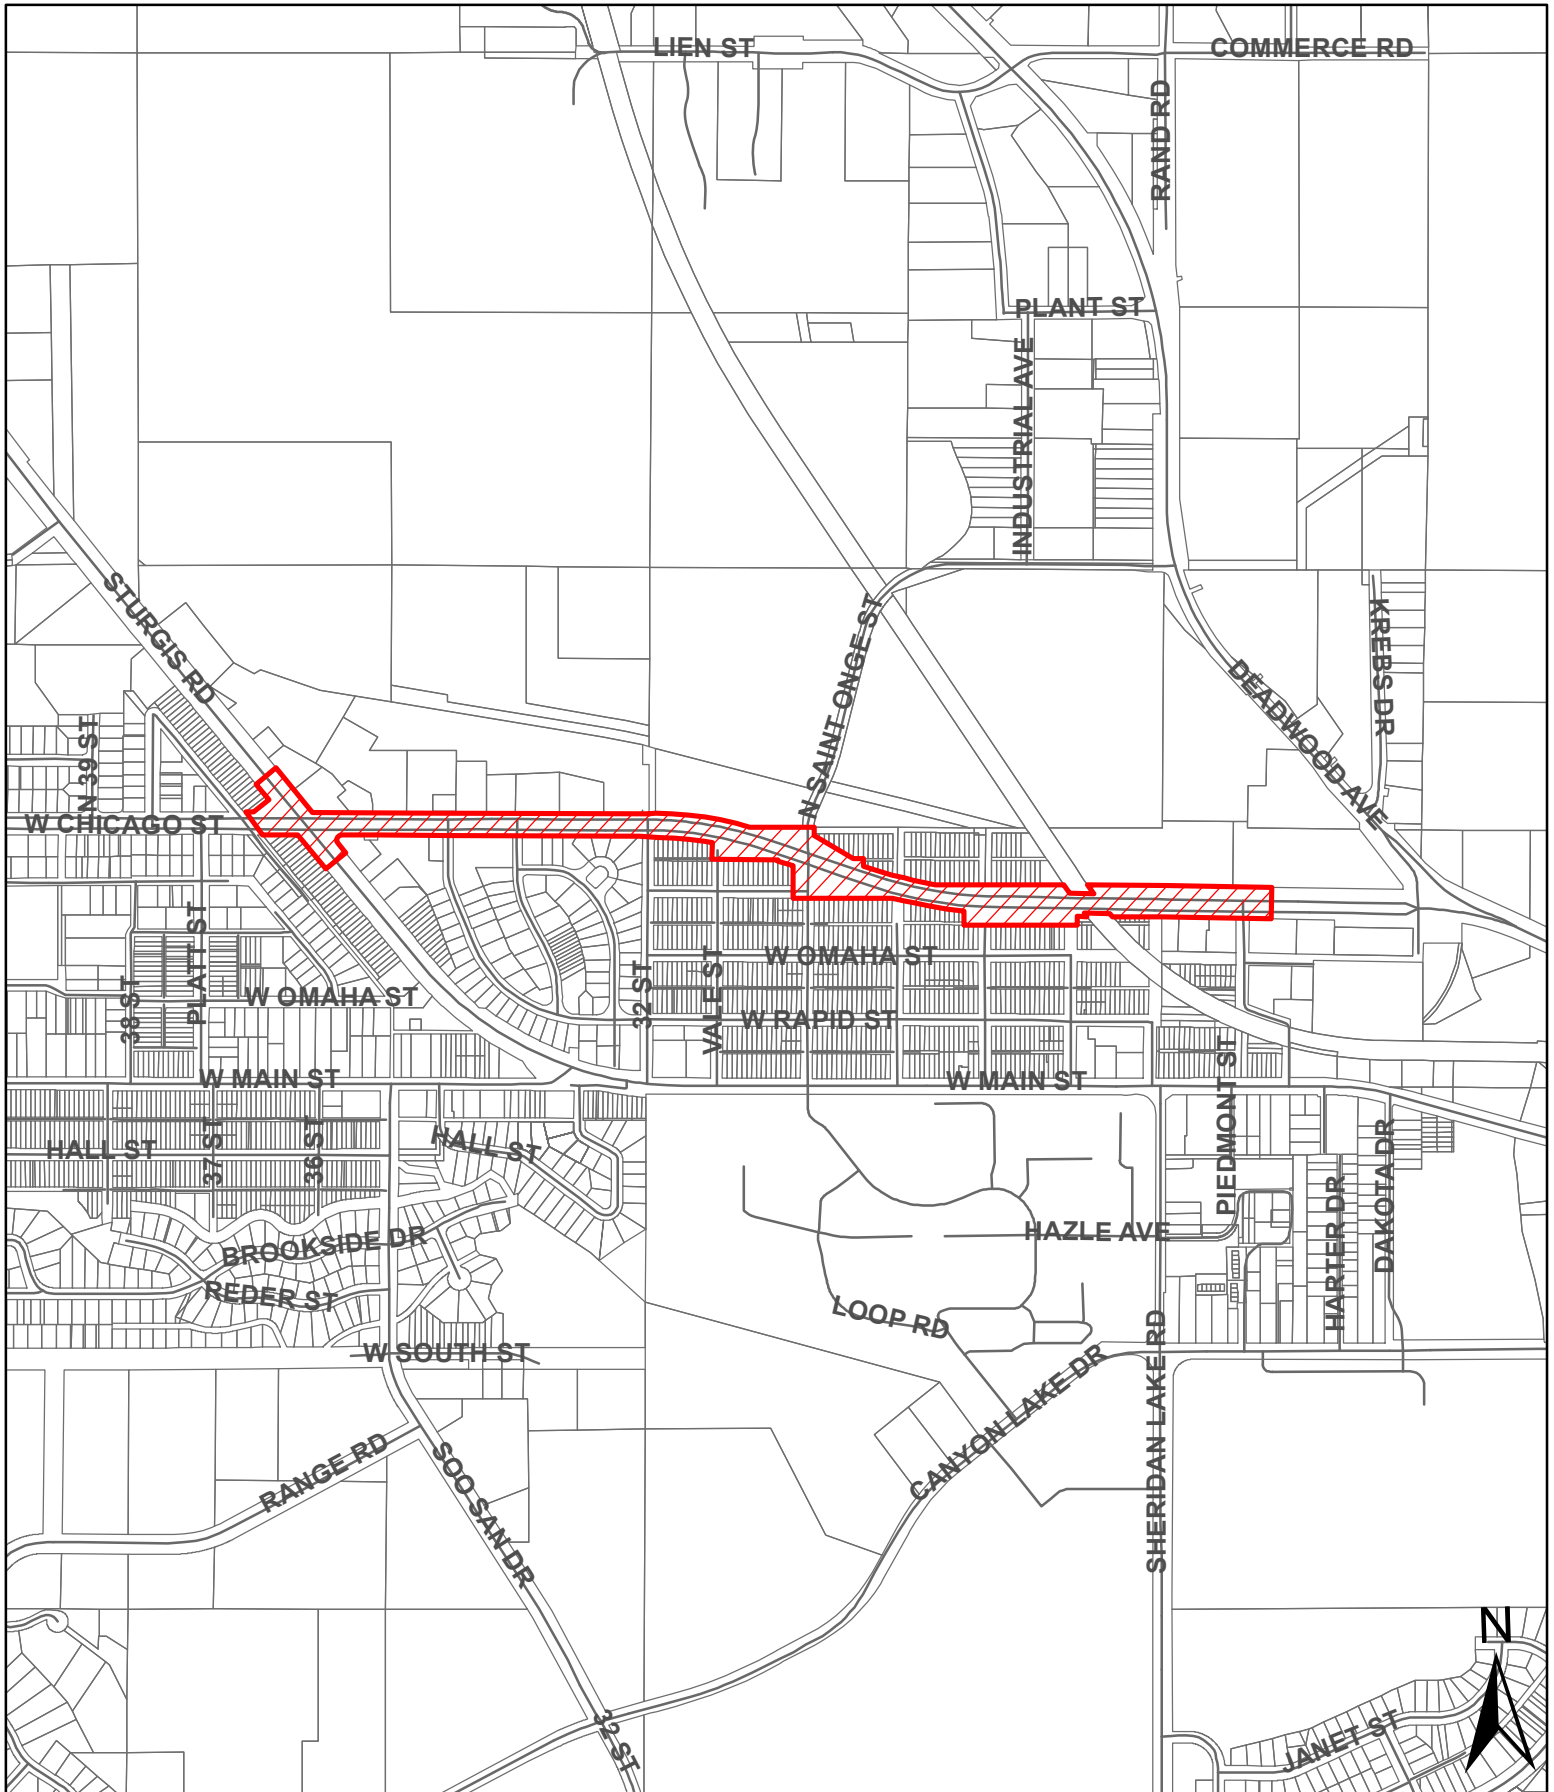 LIEN ST
COMMERCE RD
RAND RD
PLANT ST
INDUSTRIAL AVE
STURGIS RD
N SAINT ONGE ST
KREBS DR
DEADWOOD AVE
N 39 ST
W CHICAGO ST
PLATT ST
38 ST
W OMAHA ST
32 ST
VALE ST
W OMAHA ST
W RAPID ST
W MAIN ST
W MAIN ST
PIEDMONT ST
HALL ST
37 ST
36 ST
HALL ST
DAKOTA DR
HARTER DR
BROOKSIDE DR
HAZLE AVE
REDER ST
LOOP RD
W SOUTH ST
CANYON LAKE DR
SHERIDAN LAKE RD
RANGE RD
SOO SAN DR
N
32 ST
JANET ST